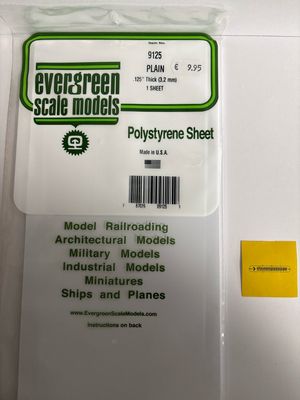 9125
PLAIN € 9.95
.125" Thick (3.2 mm)
1 SHEET
evergreen
scale models
Polystyrene Sheet
Made in U.S.A.
Model Railroading
Architectural Models
Military Models
Industrial Models
Miniatures
Ships and Planes
www.EvergreenScaleModels.com
instructions on back